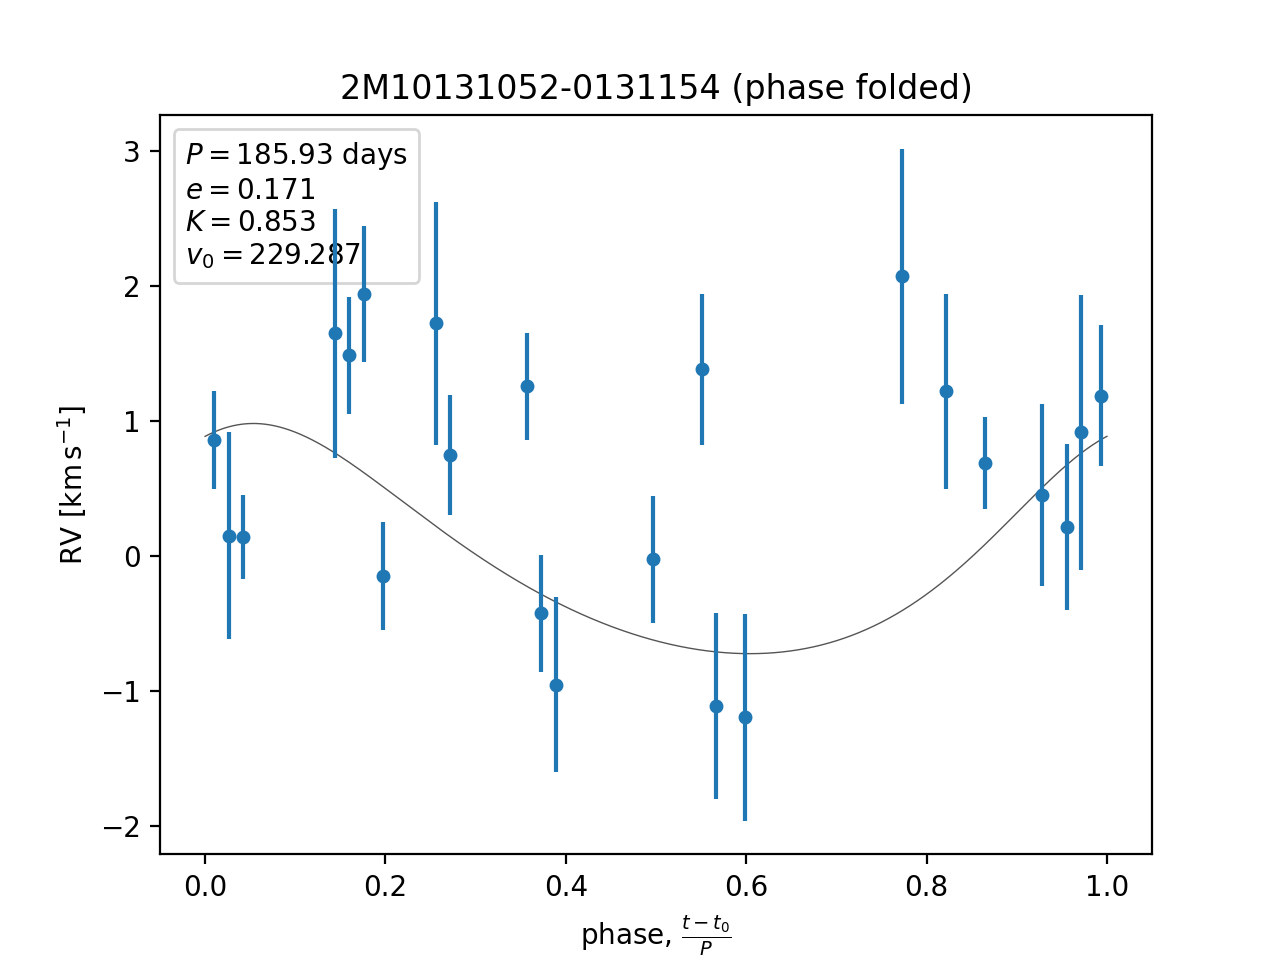 2M10131052-0131154 (phase folded)
P = 185.93 days
e = 0.171
K = 0.853
v₀ = 229.287
RV [km s⁻¹]
3
2
1
0
−1
−2
0.0 0.2 0.4 0.6 0.8 1.0
phase, (t − t₀)/P